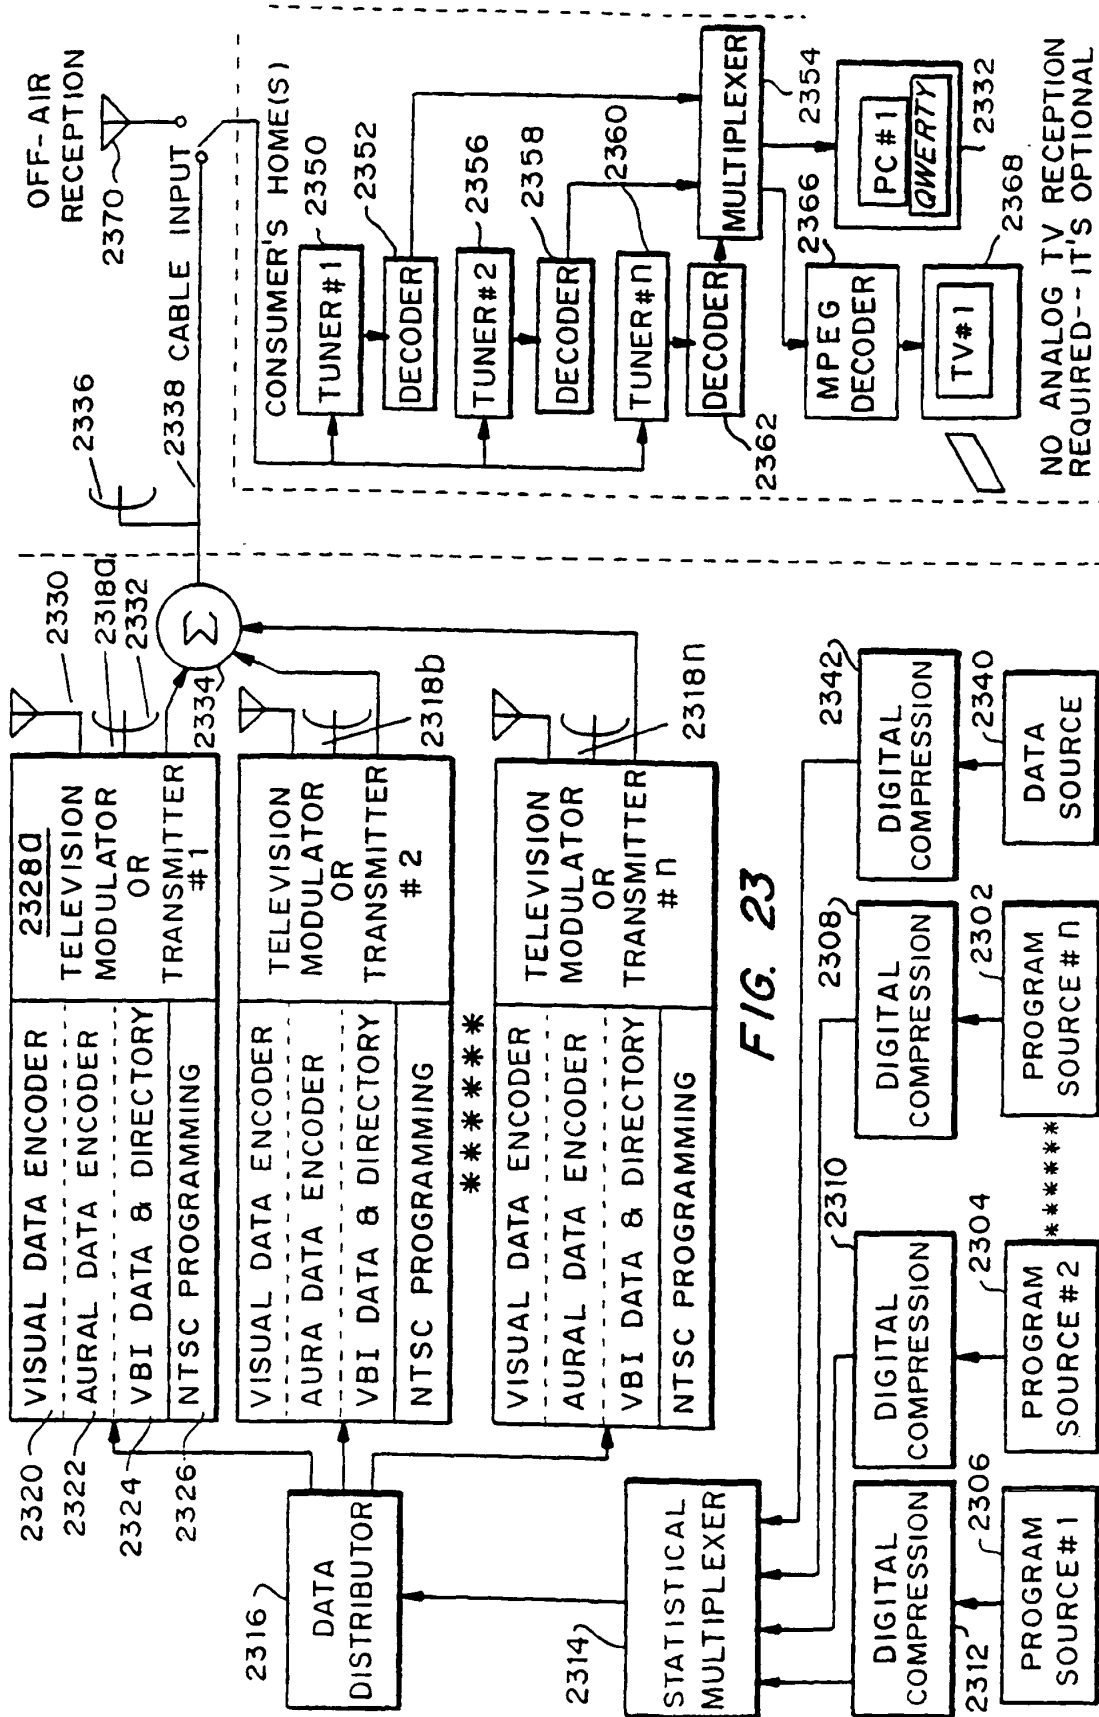 OFF-AIR
RECEPTION
2370
2336
2338 CABLE INPUT
CONSUMER'S HOME(S)
2350
TUNER#1
2352
DECODER
2356
TUNER#2
2358
DECODER
2360
TUNER#n
DECODER
2362
MULTIPLEXER
2354
2366
MPEG
DECODER
PC#1
QWERTY
2332
TV#1
2368
NO ANALOG TV RECEPTION
REQUIRED--IT'S OPTIONAL
2330
2318a
2332
2334
Σ
2328a
TELEVISION
MODULATOR
OR
TRANSMITTER
#1
VISUAL DATA ENCODER
AURAL DATA ENCODER
VBI DATA & DIRECTORY
NTSC PROGRAMMING
2320
2322
2324
2326
2318b
TELEVISION
MODULATOR
OR
TRANSMITTER
#2
VISUAL DATA ENCODER
AURA DATA ENCODER
VBI DATA & DIRECTORY
NTSC PROGRAMMING
******
2318n
TELEVISION
MODULATOR
OR
TRANSMITTER
#n
VISUAL DATA ENCODER
AURAL DATA ENCODER
VBI DATA & DIRECTORY
NTSC PROGRAMMING
2316
DATA
DISTRIBUTOR
2314
STATISTICAL
MULTIPLEXER
FIG. 23
DIGITAL
COMPRESSION
2312
DIGITAL
COMPRESSION
2310
DIGITAL
COMPRESSION
2308
DIGITAL
COMPRESSION
2342
PROGRAM
SOURCE#1
2306
PROGRAM
SOURCE#2
2304
*******
PROGRAM
SOURCE#n
2302
DATA
SOURCE
2340